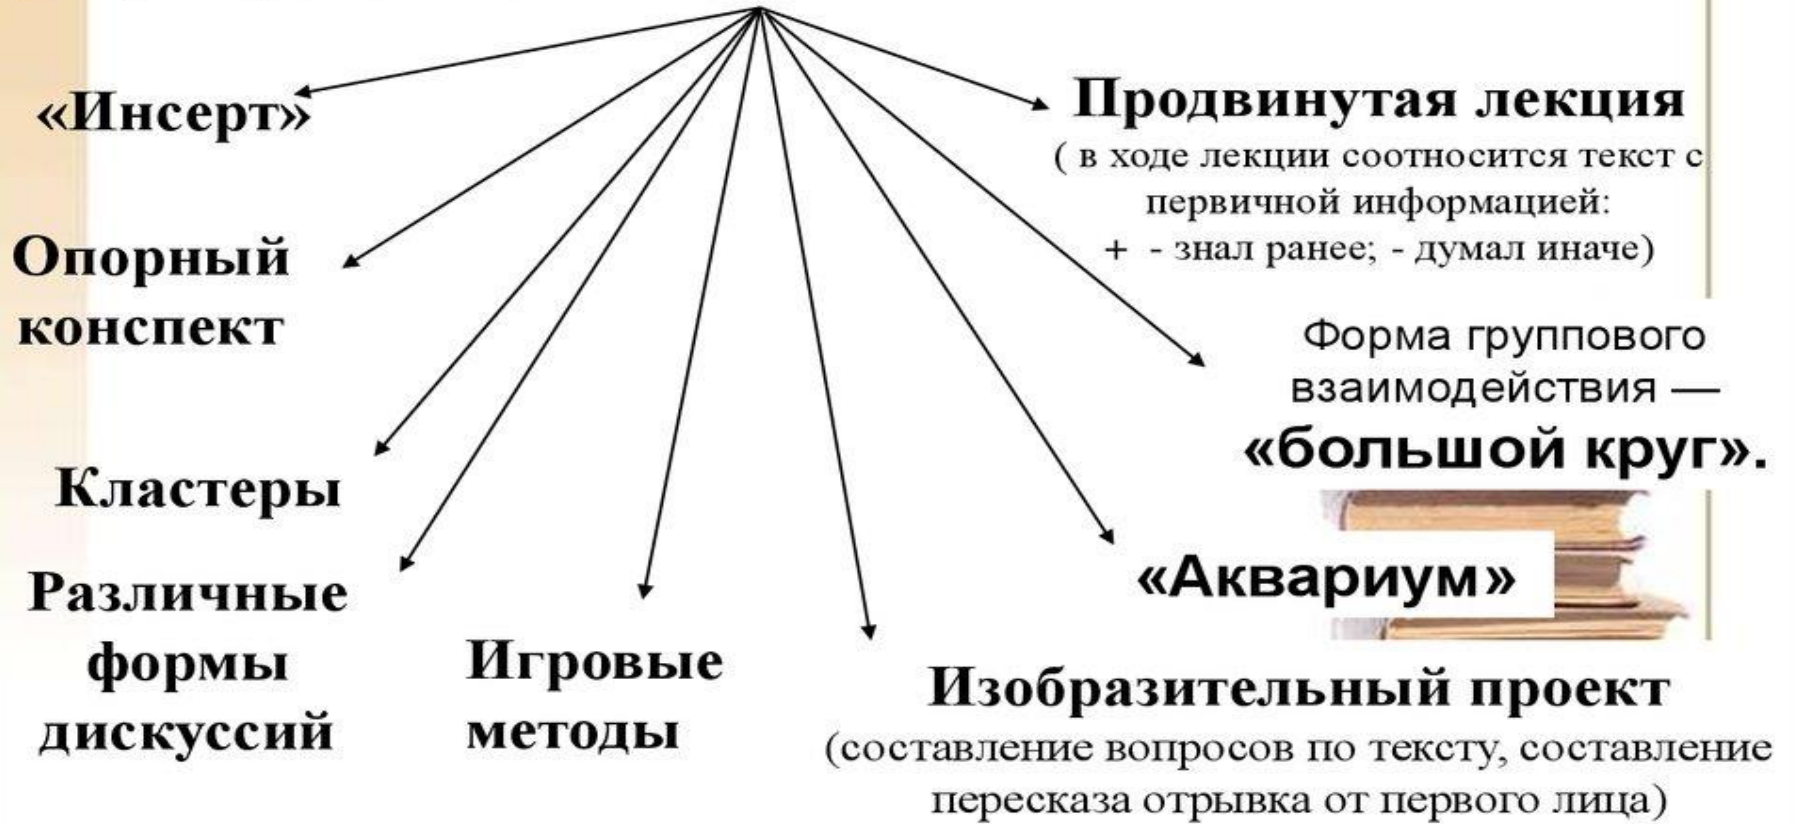 «Инсерт»
Опорный
конспект
Кластеры
Различные
формы
дискуссий
Игровые
методы
Изобразительный проект
(составление вопросов по тексту, составление
пересказа отрывка от первого лица)
«Аквариум»
Форма группового
взаимодействия —
«большой круг».
Продвинутая лекция
( в ходе лекции соотносится текст с
первичной информацией:
+ - знал ранее; - думал иначе)